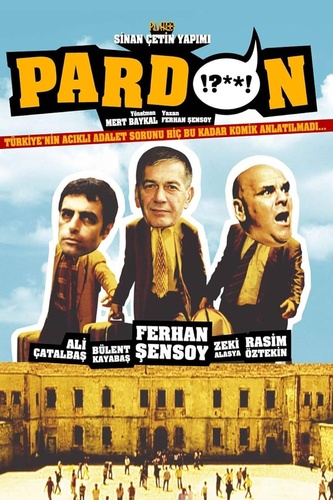 PLATO
SİNAN ÇETİN YAPIMI
PARDON
!?**!
Yönetmen
MERT BAYKAL
Yazan
FERHAN ŞENSOY
TÜRKİYE'NİN ACIKLI ADALET SORUNU HİÇ BU KADAR KOMİK ANLATILMADI...
ALİ
ÇATALBAŞ
BÜLENT
KAYABAŞ
FERHAN
ŞENSOY
ZEKİ
ALASYA
RASİM
ÖZTEKİN